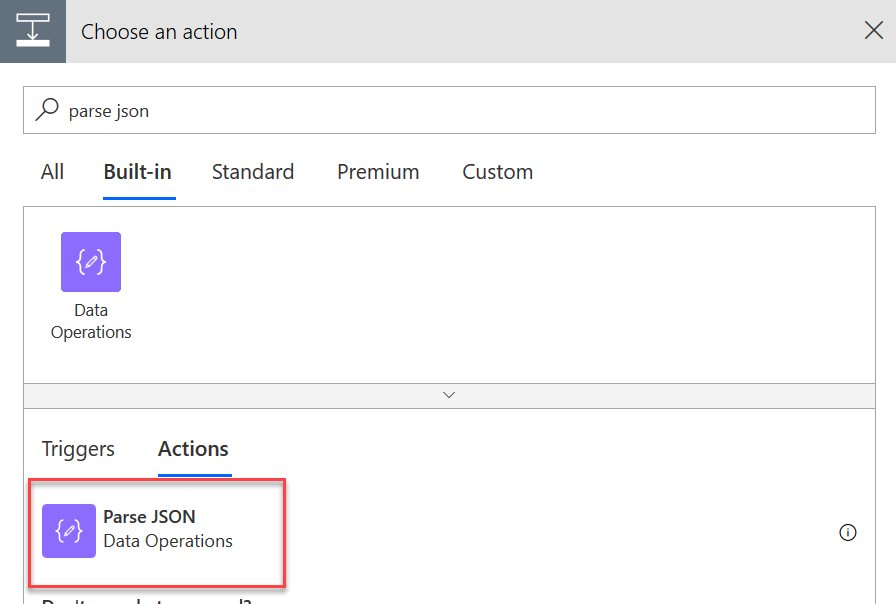 Choose an action
parse json
All Built-in Standard Premium Custom
Data
Operations
Triggers Actions
Parse JSON
Data Operations